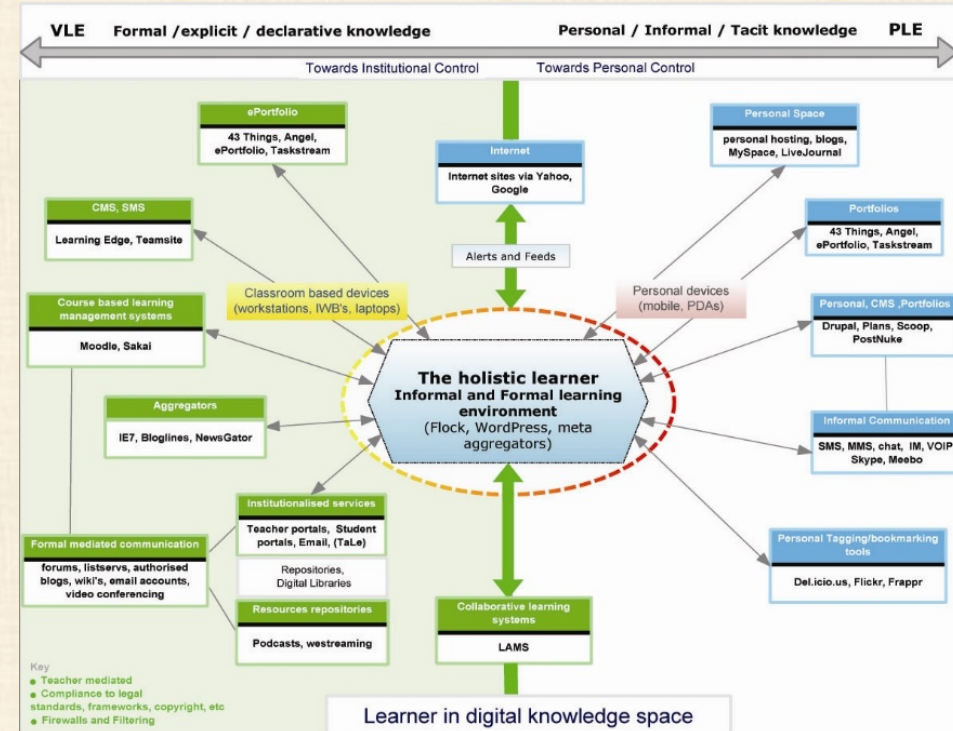 VLE Formal /explicit / declarative knowledge Personal / Informal / Tacit knowledge PLE
Towards Institutional Control Towards Personal Control
ePortfolio
43 Things, Angel,
ePortfolio, Taskstream
Internet
Internet sites via Yahoo,
Google
Personal Space
personal hosting, blogs,
MySpace, LiveJournal
CMS, SMS
Learning Edge, Teamsite
Alerts and Feeds
Portfolios
43 Things, Angel,
ePortfolio, Taskstream
Classroom based devices
(workstations, IWB's, laptops)
Personal devices
(mobile, PDAs)
Course based learning
management systems
Moodle, Sakai
Personal, CMS ,Portfolios
Drupal, Plans, Scoop,
PostNuke
The holistic learner
Informal and Formal learning
environment
(Flock, WordPress, meta
aggregators)
Aggregators
IE7, Bloglines, NewsGator
Informal Communication
SMS, MMS, chat, IM, VOIP
Skype, Meebo
Institutionalised services
Teacher portals, Student
portals, Email, (TaLe)
Repositories,
Digital Libraries
Formal mediated communication
forums, listservs, authorised
blogs, wiki's, email accounts,
video conferencing
Personal Tagging/bookmarking
tools
Del.icio.us, Flickr, Frappr
Resources repositories
Podcasts, westreaming
Collaborative learning
systems
LAMS
Key
Teacher mediated
Compliance to legal
standards, frameworks, copyright, etc
Firewalls and Filtering
Learner in digital knowledge space